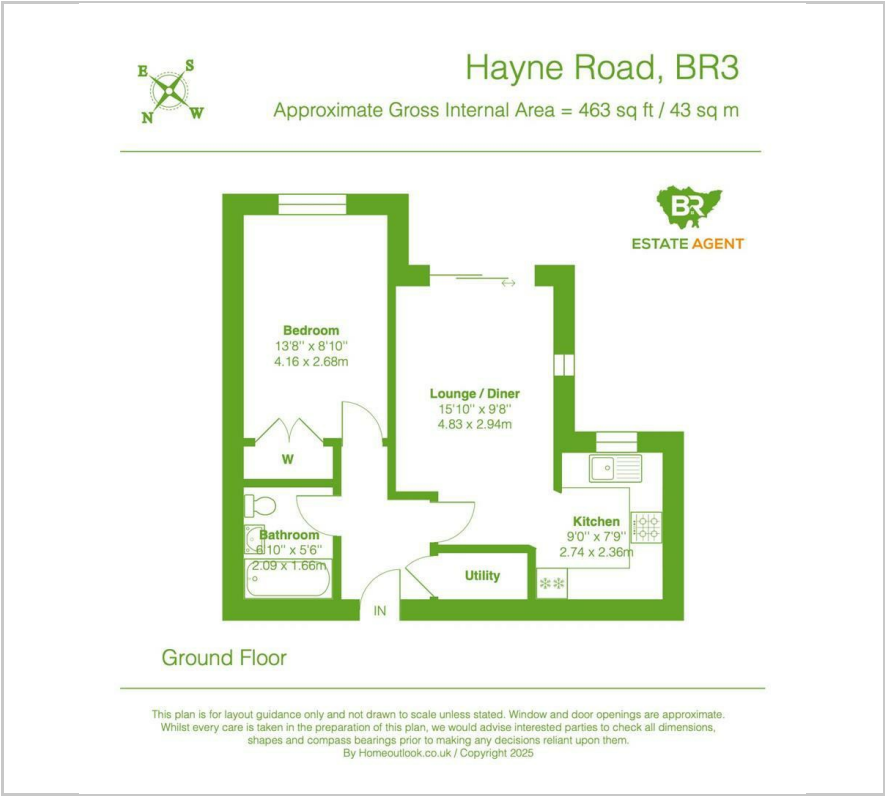 Hayne Road, BR3
Approximate Gross Internal Area = 463 sq ft / 43 sq m
E S
N W
BR
ESTATE AGENT
Bedroom
13'8'' x 8'10''
4.16 x 2.68m
Lounge / Diner
15'10'' x 9'8''
4.83 x 2.94m
W
Kitchen
9'0'' x 7'9''
2.74 x 2.36m
Bathroom
6'10'' x 5'6''
2.09 x 1.66m
Utility
IN
Ground Floor
This plan is for layout guidance only and not drawn to scale unless stated. Window and door openings are approximate.
Whilst every care is taken in the preparation of this plan, we would advise interested parties to check all dimensions,
shapes and compass bearings prior to making any decisions reliant upon them.
By Homeoutlook.co.uk / Copyright 2025